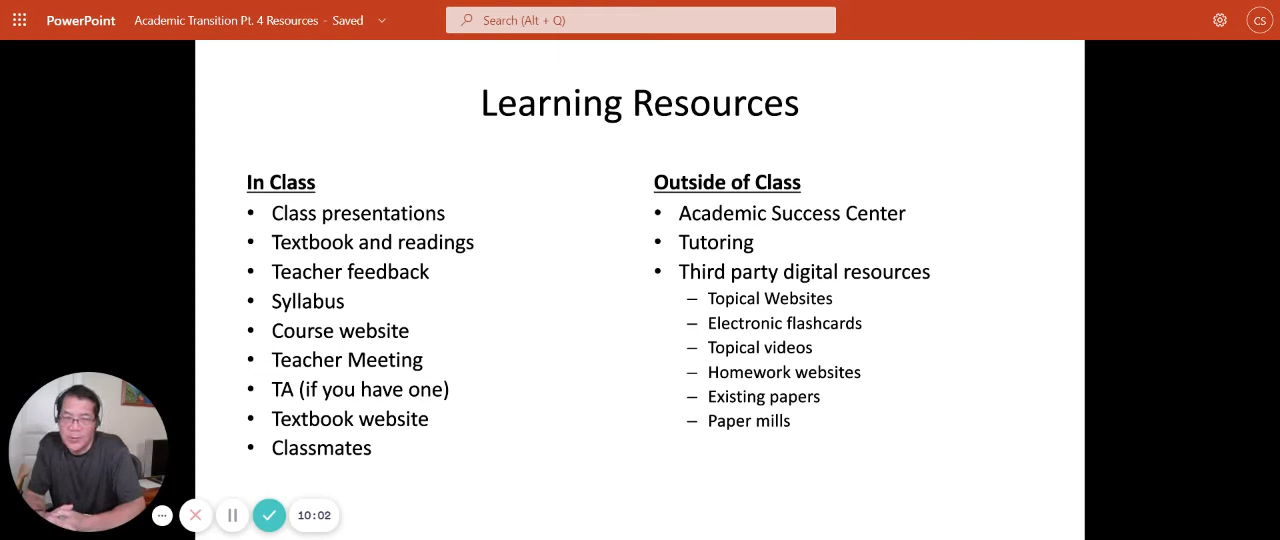 PowerPoint
Academic Transition Pt. 4 Resources - Saved
Search (Alt + Q)
CS
Learning Resources
In Class
• Class presentations
• Textbook and readings
• Teacher feedback
• Syllabus
• Course website
• Teacher Meeting
• TA (if you have one)
• Textbook website
• Classmates
Outside of Class
• Academic Success Center
• Tutoring
• Third party digital resources
– Topical Websites
– Electronic flashcards
– Topical videos
– Homework websites
– Existing papers
– Paper mills
10:02